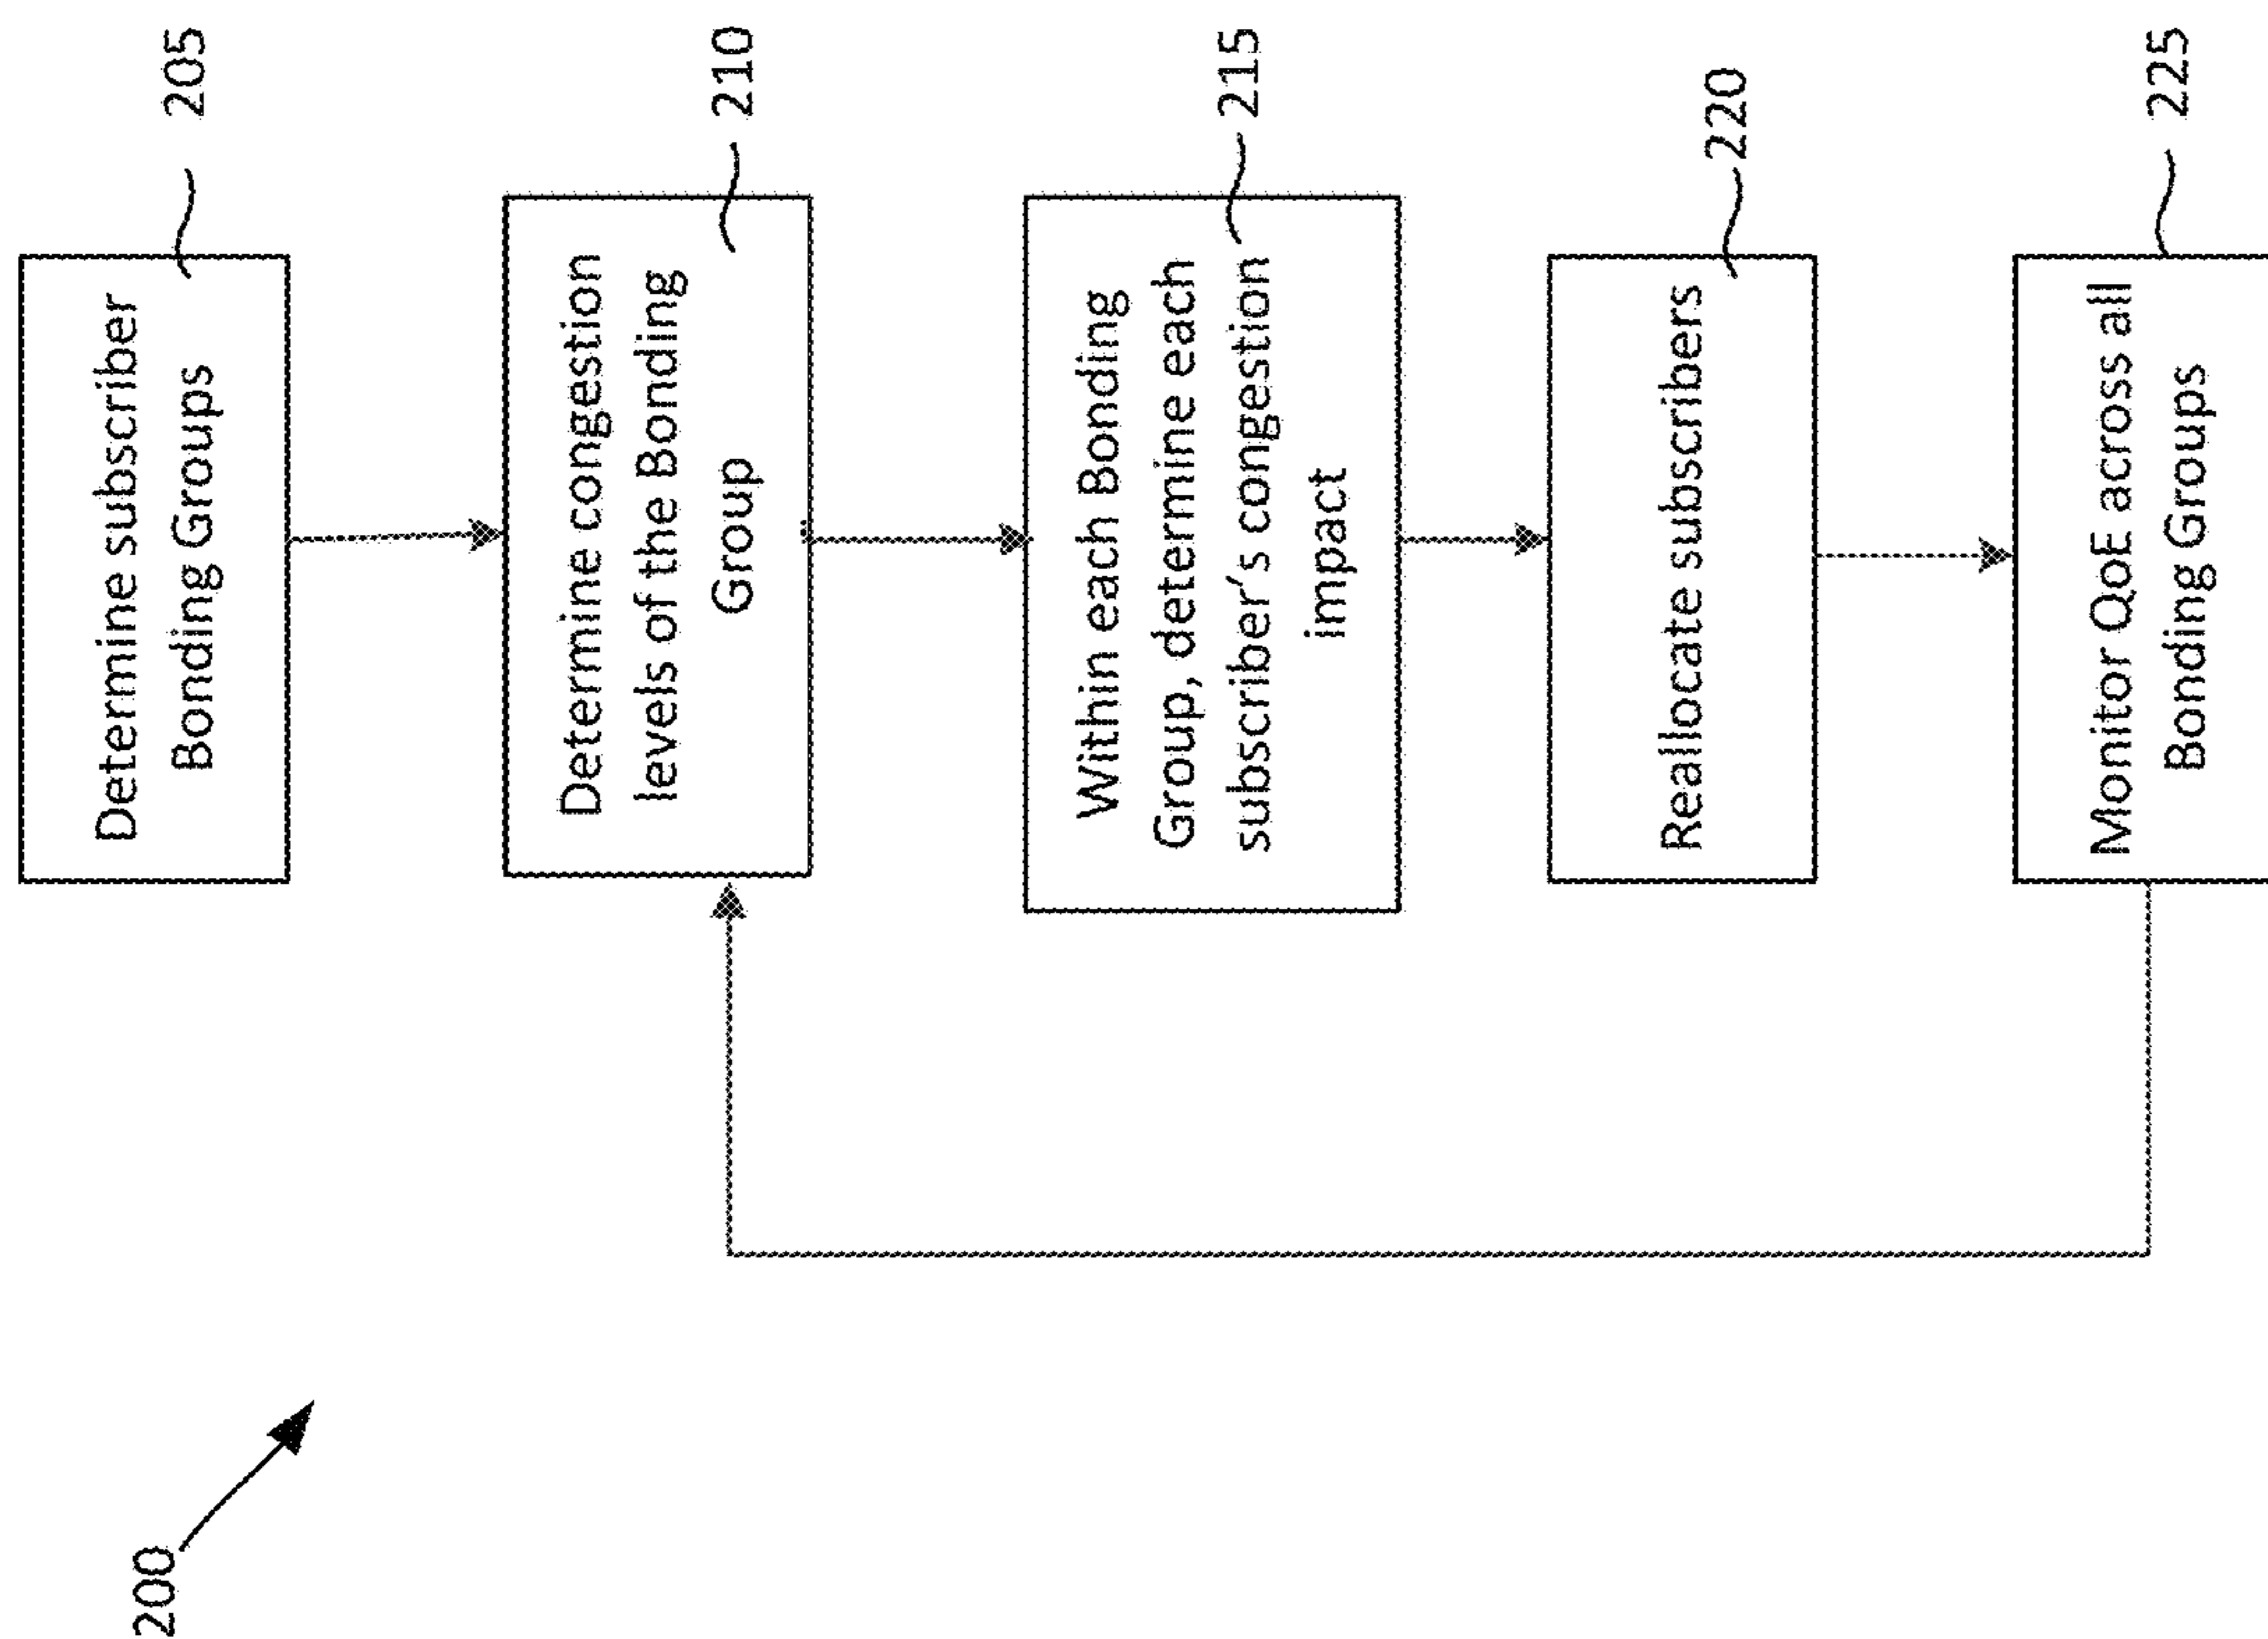 200
Determine subscriber
Bonding Groups
205
Determine congestion
levels of the Bonding
Group
210
Within each Bonding
Group, determine each
subscriber's congestion
impact
215
Reallocate subscribers
220
Monitor QoE across all
Bonding Groups
225